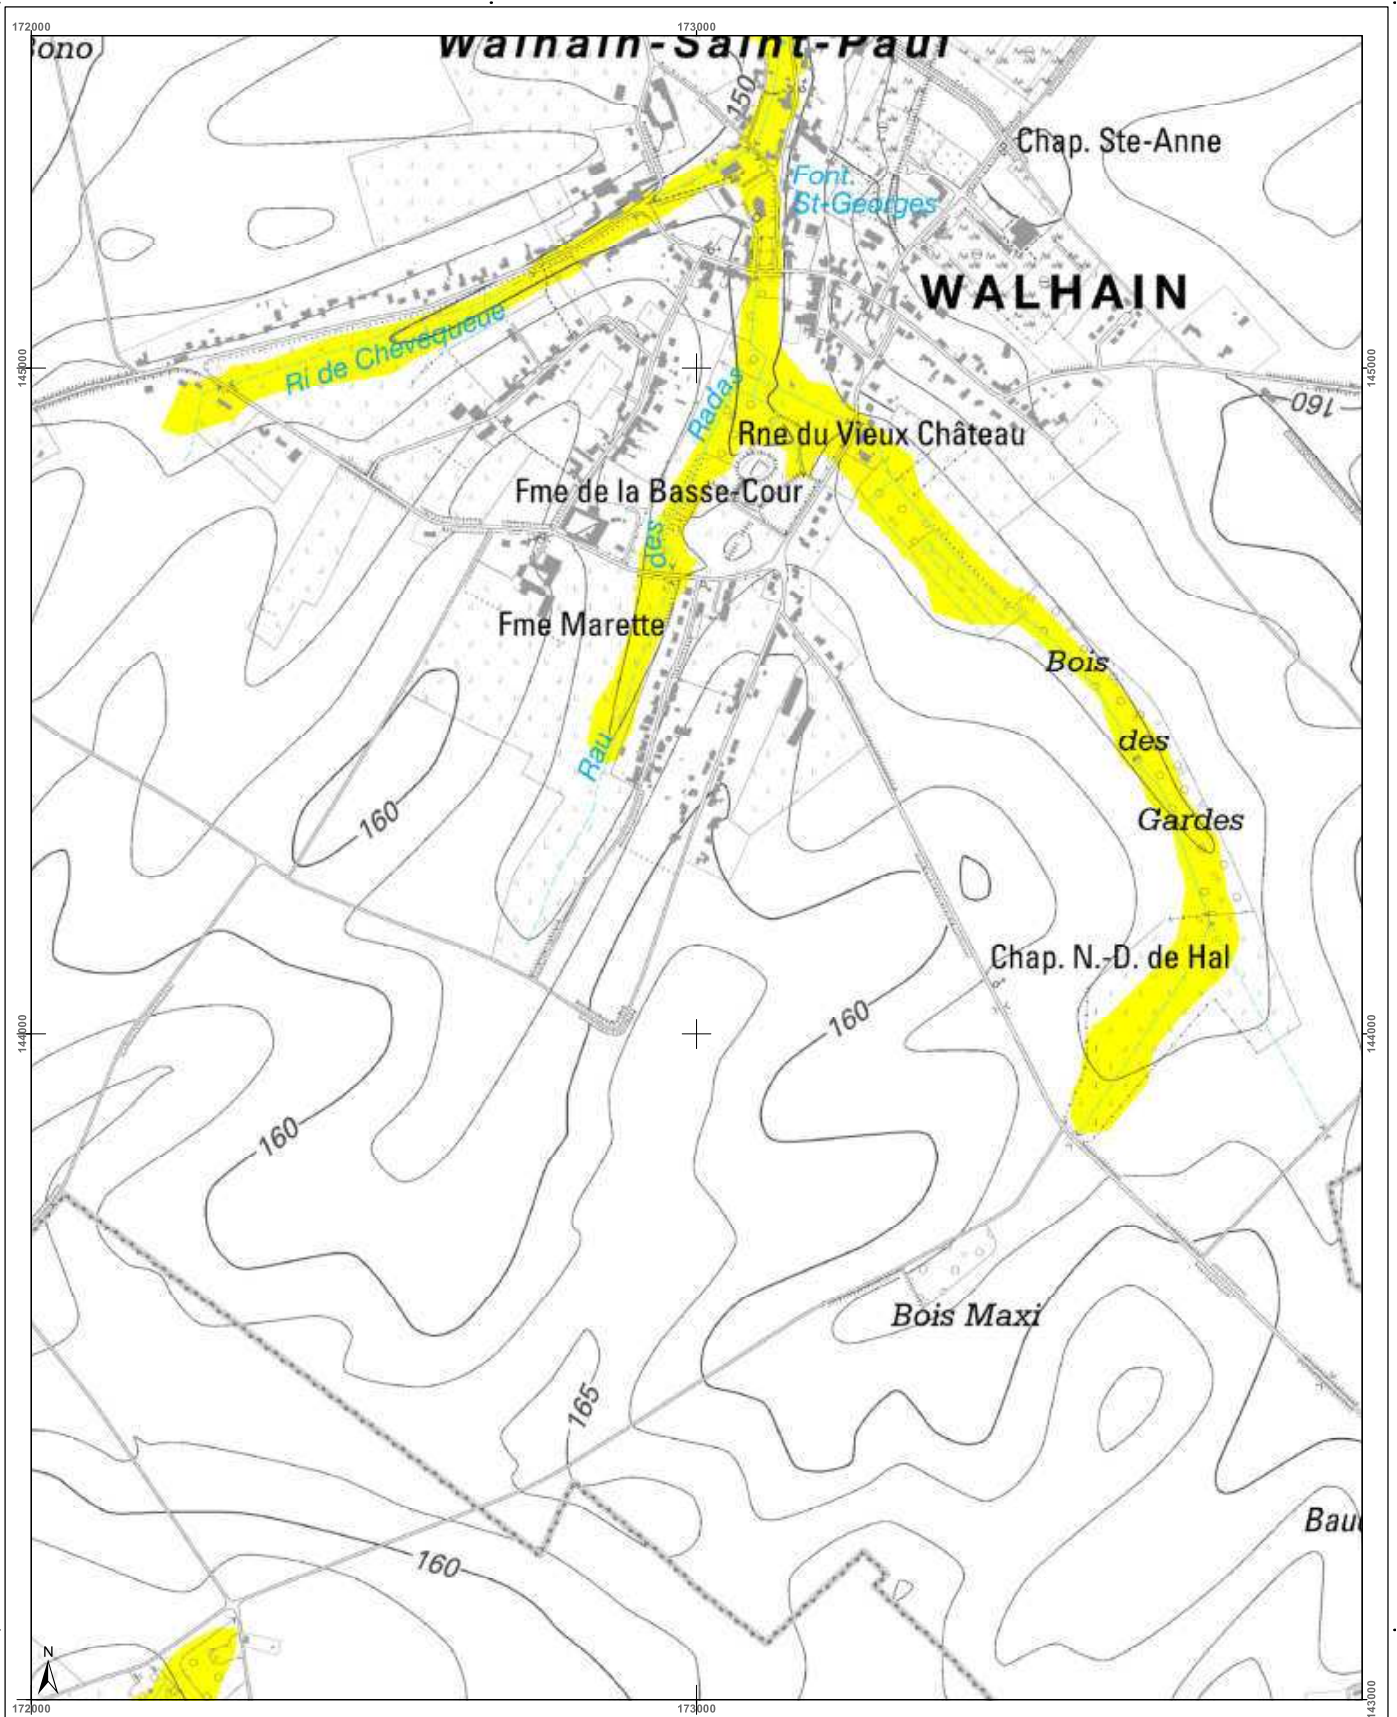 172000
173000
Bono
Walhain-Saint-Paul
150
Chap. Ste-Anne
Font.
St-Georges
WALHAIN
Ri de Chevequeue
145000
145000
160
Radas
Rne du Vieux Château
Fme de la Basse-Cour
des
Fme Marette
Bois
des
Rau
Gardes
160
Chap. N.-D. de Hal
160
144000
144000
160
Bois Maxi
165
Bau
160
N
172000
173000
143000